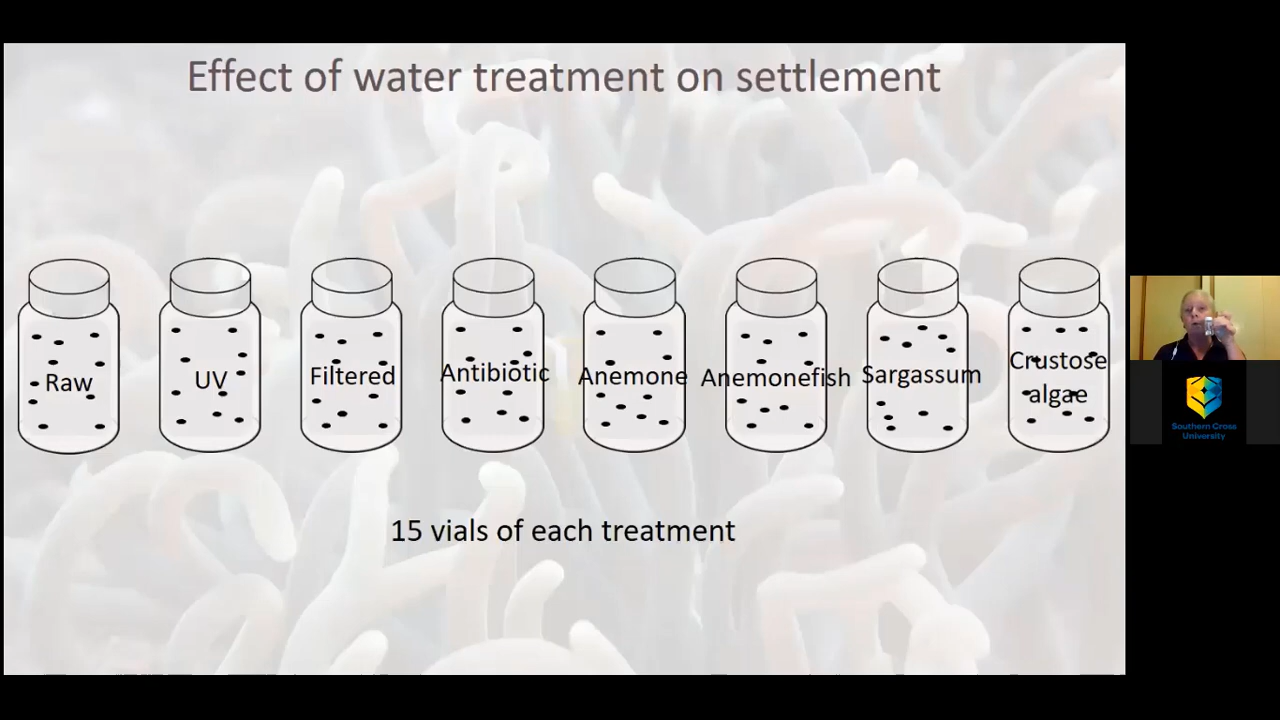 Effect of water treatment on settlement
Raw
UV
Filtered
Antibiotic
Anemone
Anemonefish
Sargassum
Crustose
algae
15 vials of each treatment
Southern Cross
University